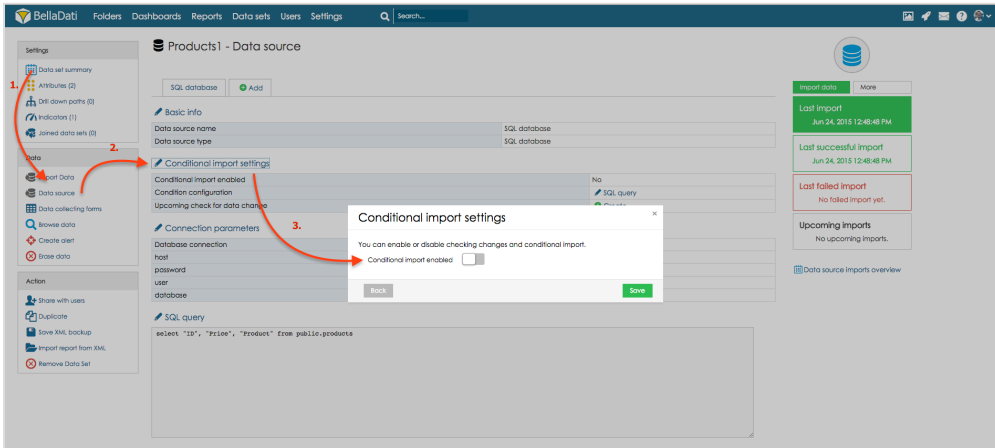 BellaDati Folders Dashboards Reports Data sets Users Settings Search...
Products1 - Data source
Settings
Data set summary
1.
Attributes (2)
Drill down paths (0)
Indicators (1)
Joined data sets (0)
Data
2.
Import Data
Data source
Data collecting forms
Browse data
Create alert
Erase data
Action
Share with users
Duplicate
Save XML backup
Import report from XML
Remove Data Set
SQL database Add
Basic info
Data source name SQL database
Data source type SQL database
Conditional import settings
Conditional import enabled No
Condition configuration SQL query
Upcoming check for data change Create
3.
Connection parameters
Database connection
host
password
user
database
SQL query
select "ID", "Price", "Product" from public.products
Conditional import settings ×
You can enable or disable checking changes and conditional import.
Conditional import enabled
Back Save
Import data More
Last import
Jun 24, 2015 12:48:48 PM
Last successful import
Jun 24, 2015 12:48:48 PM
Last failed import
No failed import yet.
Upcoming imports
No upcoming imports.
Data source imports overview